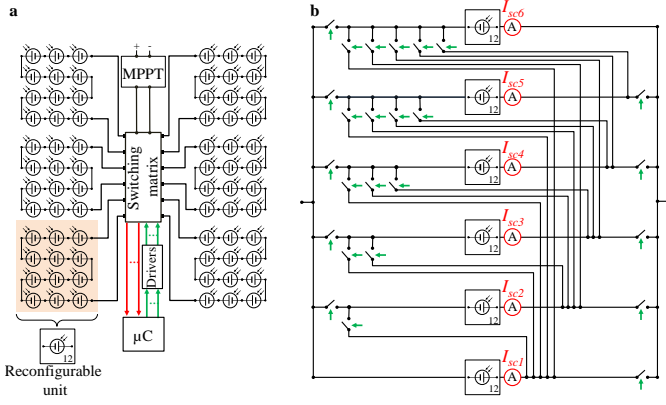 a
+ -
MPPT
Switching
matrix
Drivers
µC
12
Reconfigurable
unit
b
Isc6
12
A
Isc5
12
A
Isc4
12
A
Isc3
12
A
Isc2
12
A
Isc1
12
A